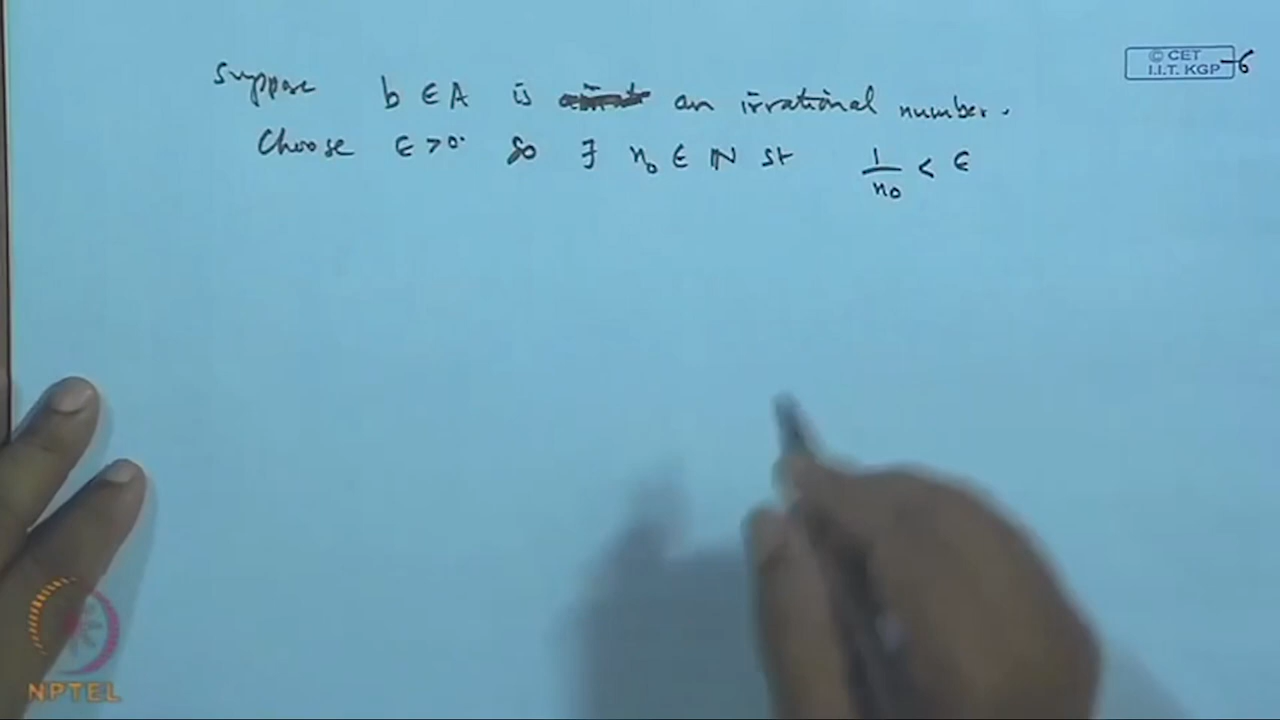 Suppose b ∈ A is an irrational number.
Choose ε > 0. So ∃ n₀ ∈ ℕ st 1/n₀ < ε
© CET
I.I.T. KGP
6
NPTEL